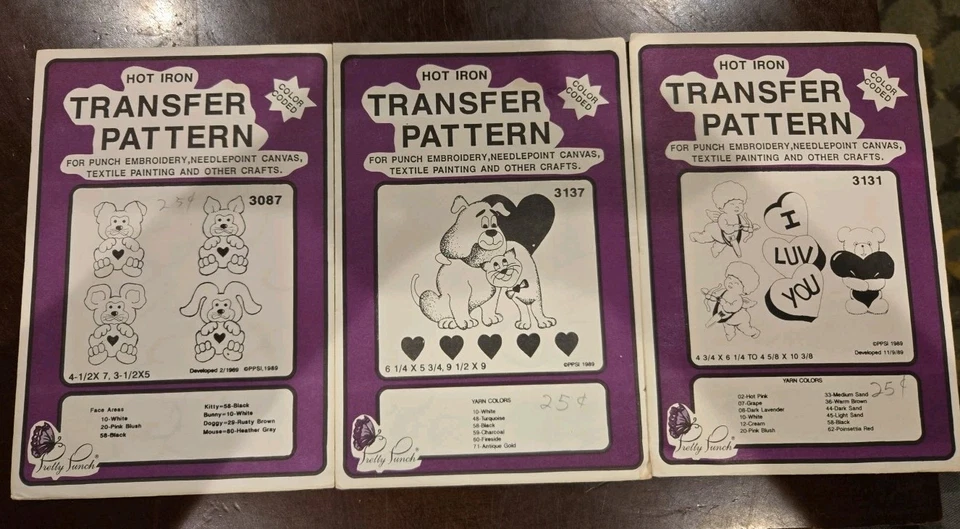 HOT IRON
TRANSFER
PATTERN
COLOR
CODED
FOR PUNCH EMBROIDERY,NEEDLEPOINT CANVAS,
TEXTILE PAINTING AND OTHER CRAFTS.
25¢
3087
4-1/2X 7, 3-1/2X5
Developed 2/1989 ©PPSI,1989
Face Areas
10-White
20-Pink Blush
58-Black
Kitty=58-Black
Bunny=10-White
Doggy=29-Rusty Brown
Mouse=60-Heather Gray
Pretty Punch®
HOT IRON
TRANSFER
PATTERN
COLOR
CODED
FOR PUNCH EMBROIDERY,NEEDLEPOINT CANVAS,
TEXTILE PAINTING AND OTHER CRAFTS.
3137
6 1/4 X 5 3/4, 9 1/2 X 9
©PPSI 1989
YARN COLORS
10-White
48-Turquoise
58-Black
59-Charcoal
60-Fireside
71-Antique Gold
25¢
Pretty Punch®
HOT IRON
TRANSFER
PATTERN
COLOR
CODED
FOR PUNCH EMBROIDERY,NEEDLEPOINT CANVAS,
TEXTILE PAINTING AND OTHER CRAFTS.
3131
I
LUV
YOU
©PPSI 1989
4 3/4 X 6 1/4 TO 4 5/8 X 10 3/8
Developed 11/9/89
YARN COLORS
02-Hot Pink
07-Grape
08-Dark Lavender
10-White
12-Cream
20-Pink Blush
33-Medium Sand
36-Warm Brown
44-Dark Sand
45-Light Sand
58-Black
62-Poinsettia Red
25¢
Pretty Punch®